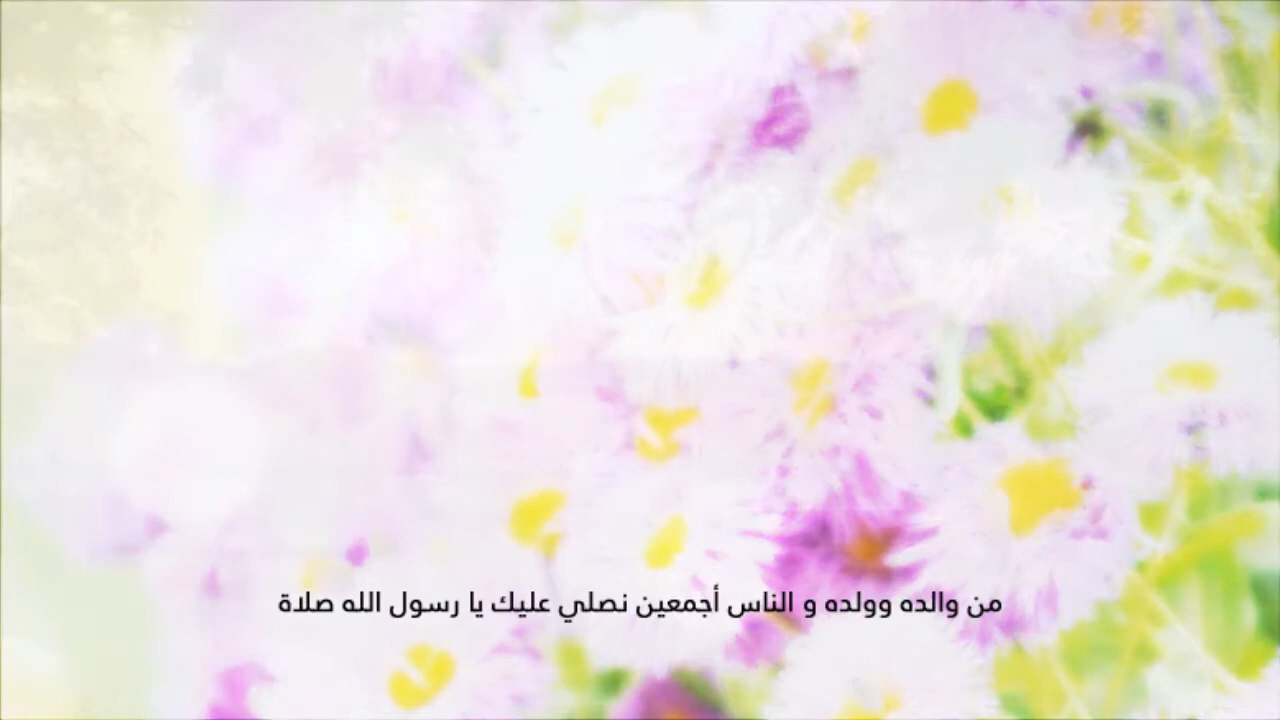 من والده وولده و الناس أجمعين نصلي عليك يا رسول الله صلاة